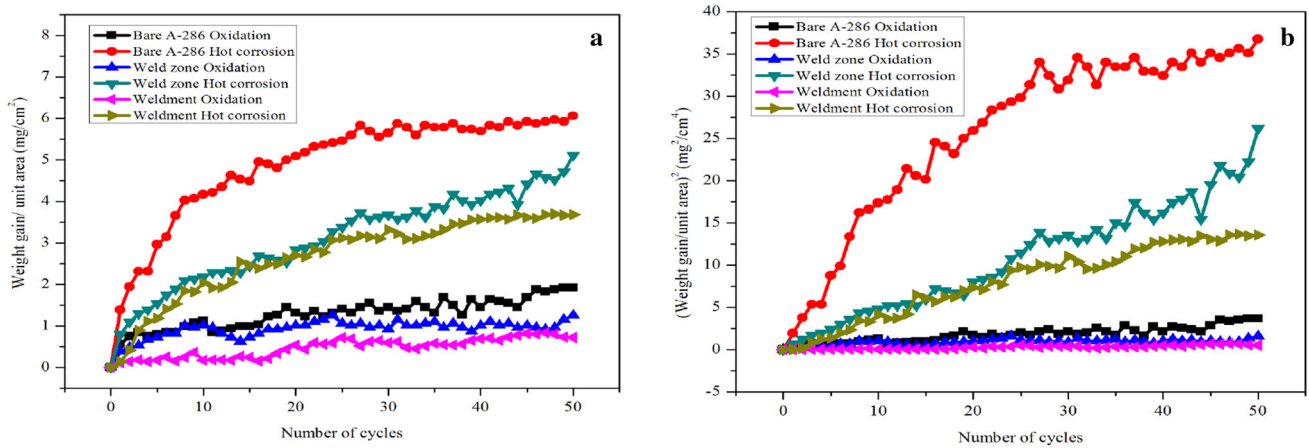 a
Bare A-286 Oxidation
Bare A-286 Hot corrosion
Weld zone Oxidation
Weld zone Hot corrosion
Weldment Oxidation
Weldment Hot corrosion
8
7
6
5
4
3
2
1
0
Weight gain/ unit area (mg/cm²)
0 10 20 30 40 50
Number of cycles
b
Bare A-286 Oxidation
Bare A-286 Hot corrosion
Weld zone Oxidation
Weld zone Hot corrosion
Weldment Oxidation
Weldment Hot corrosion
40
35
30
25
20
15
10
5
0
-5
(Weight gain/unit area)² (mg²/cm⁴)
0 10 20 30 40 50
Number of cycles